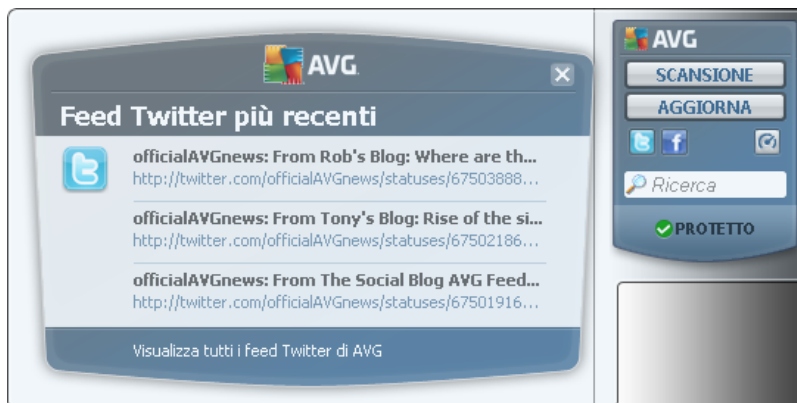 AVG
Feed Twitter più recenti
officialAVGnews: From Rob's Blog: Where are th...
http://twitter.com/officialAVGnews/statuses/67503888...
officialAVGnews: From Tony's Blog: Rise of the si...
http://twitter.com/officialAVGnews/statuses/67502186...
officialAVGnews: From The Social Blog AVG Feed...
http://twitter.com/officialAVGnews/statuses/67501916...
Visualizza tutti i feed Twitter di AVG
AVG
SCANSIONE
AGGIORNA
Ricerca
PROTETTO